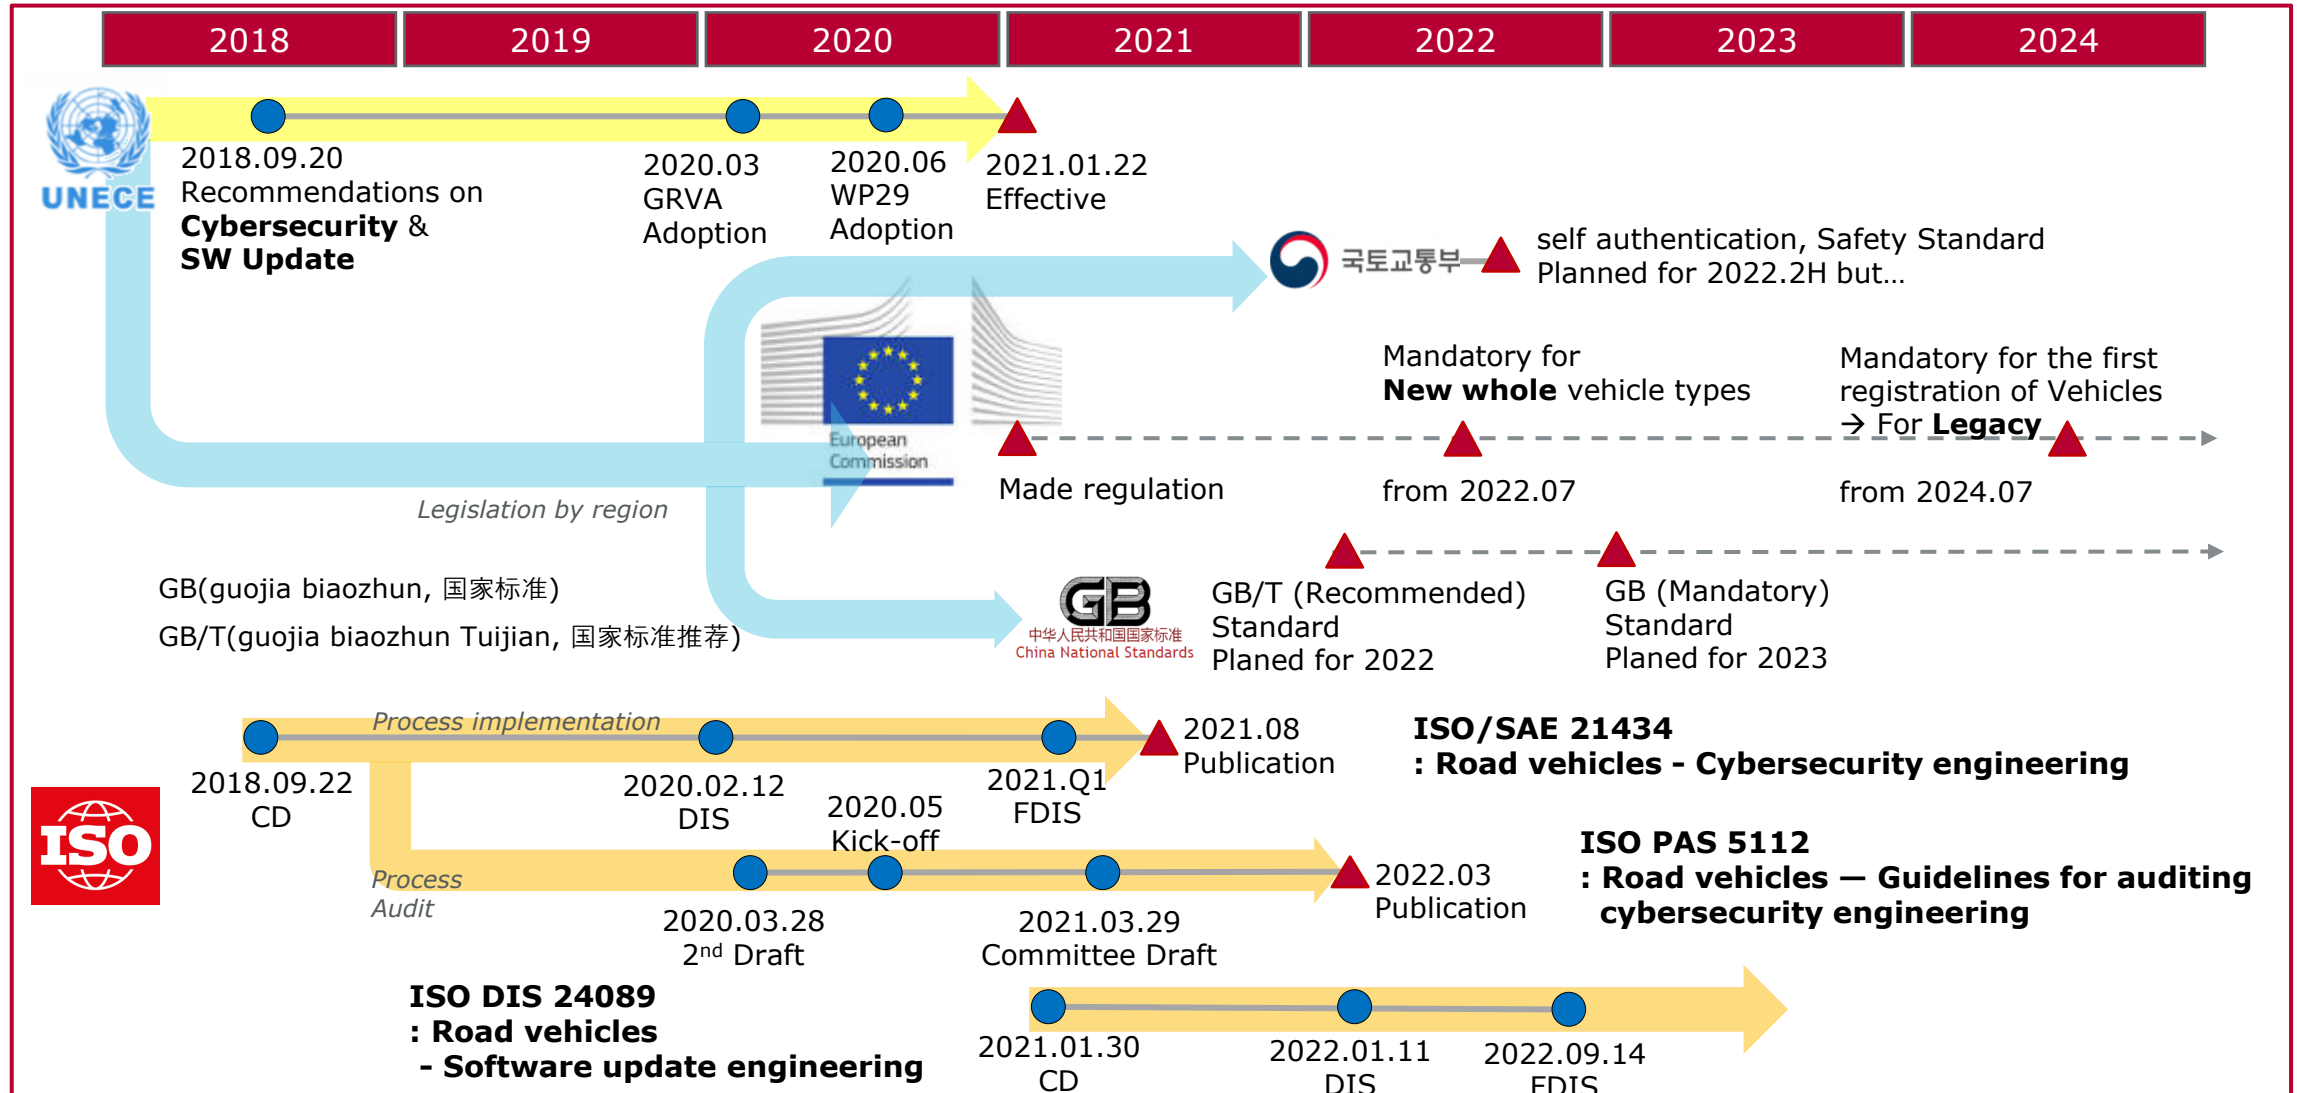 2018
2019
2020
2021
2022
2023
2024
UNECE
2018.09.20
Recommendations on
Cybersecurity &
SW Update
2020.03
GRVA
Adoption
2020.06
WP29
Adoption
2021.01.22
Effective
국토교통부
self authentication, Safety Standard
Planned for 2022.2H but…
European
Commission
Legislation by region
Made regulation
Mandatory for
New whole vehicle types
from 2022.07
Mandatory for the first
registration of Vehicles
→ For Legacy
from 2024.07
GB(guojia biaozhun, 国家标准)
GB/T(guojia biaozhun Tuijian, 国家标准推荐)
GB
中华人民共和国国家标准
China National Standards
GB/T (Recommended)
Standard
Planed for 2022
GB (Mandatory)
Standard
Planed for 2023
ISO
Process implementation
2018.09.22
CD
2020.02.12
DIS
2021.Q1
FDIS
2021.08
Publication
ISO/SAE 21434
: Road vehicles - Cybersecurity engineering
Process
Audit
2020.03.28
2nd Draft
2020.05
Kick-off
2021.03.29
Committee Draft
2022.03
Publication
ISO PAS 5112
: Road vehicles — Guidelines for auditing
cybersecurity engineering
ISO DIS 24089
: Road vehicles
- Software update engineering
2021.01.30
CD
2022.01.11
DIS
2022.09.14
FDIS